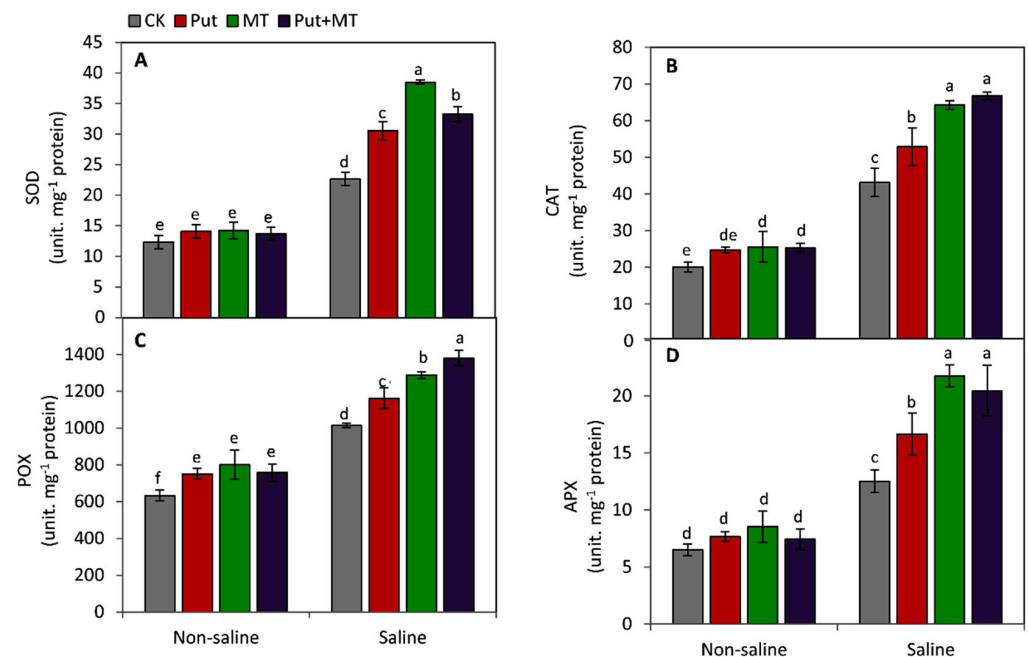 CK Put MT Put+MT
A
SOD
(unit. mg-1 protein)
45
40
35
30
25
20
15
10
5
0
e e e e
d c a b
B
CAT
(unit. mg-1 protein)
80
70
60
50
40
30
20
10
0
e de d d
c b a a
C
POX
(unit. mg-1 protein)
1400
1200
1000
800
600
400
200
0
f e e e
d c b a
Non-saline Saline
D
APX
(unit. mg-1 protein)
20
15
10
5
0
d d d d
c b a a
Non-saline Saline